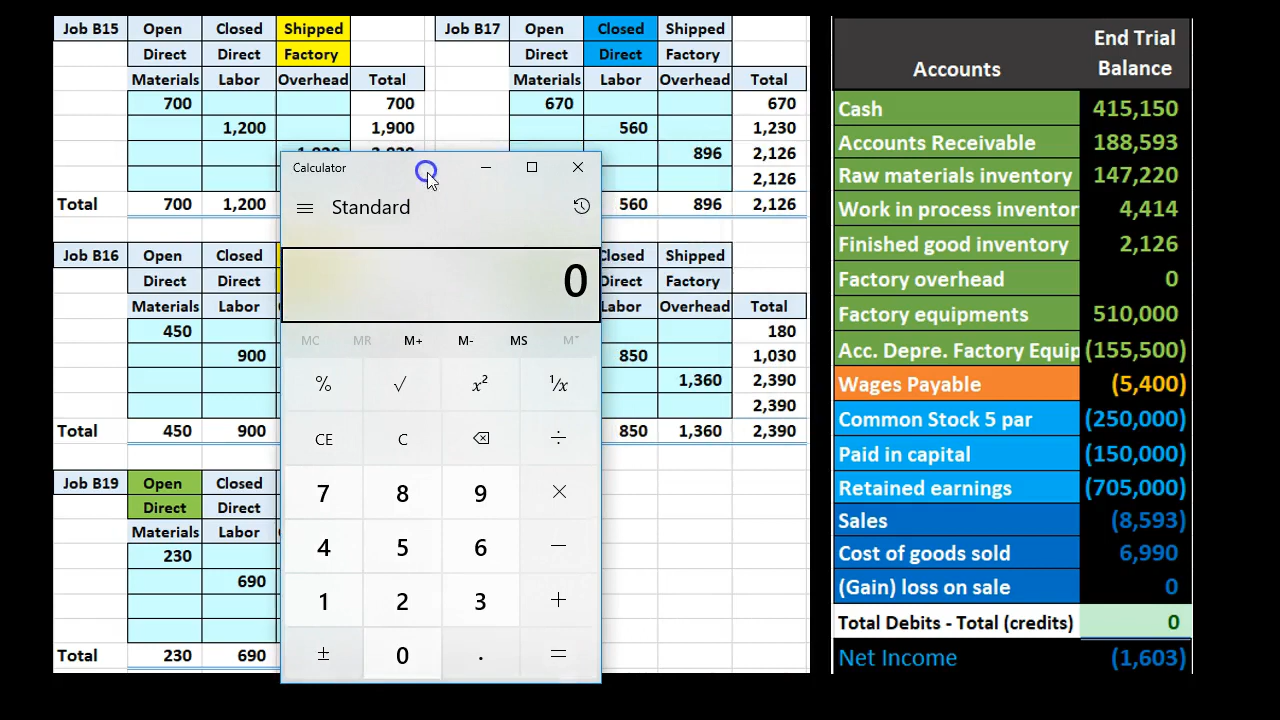 Job B15 Open Closed Shipped
Direct Direct Factory
Materials Labor Overhead Total
700 700
1,200 1,900
Total 700 1,200
Job B17 Open Closed Shipped
Direct Direct Factory
Materials Labor Overhead Total
670 670
560 1,230
896 2,126
2,126
560 896 2,126
Job B16 Open Closed
Direct Direct
Materials Labor
450
900
Total 450 900
Closed Shipped
Direct Factory
Labor Overhead Total
180
850 1,030
1,360 2,390
2,390
850 1,360 2,390
Job B19 Open Closed
Direct Direct
Materials Labor
230
690
Total 230 690
Calculator
Standard
0
MC MR M+ M- MS M˅
% √ x² ¹/x
CE C ⌫ ÷
7 8 9 ×
4 5 6 −
1 2 3 +
± 0 . =
Accounts End Trial Balance
Cash 415,150
Accounts Receivable 188,593
Raw materials inventory 147,220
Work in process inventor 4,414
Finished good inventory 2,126
Factory overhead 0
Factory equipments 510,000
Acc. Depre. Factory Equip (155,500)
Wages Payable (5,400)
Common Stock 5 par (250,000)
Paid in capital (150,000)
Retained earnings (705,000)
Sales (8,593)
Cost of goods sold 6,990
(Gain) loss on sale 0
Total Debits - Total (credits) 0
Net Income (1,603)